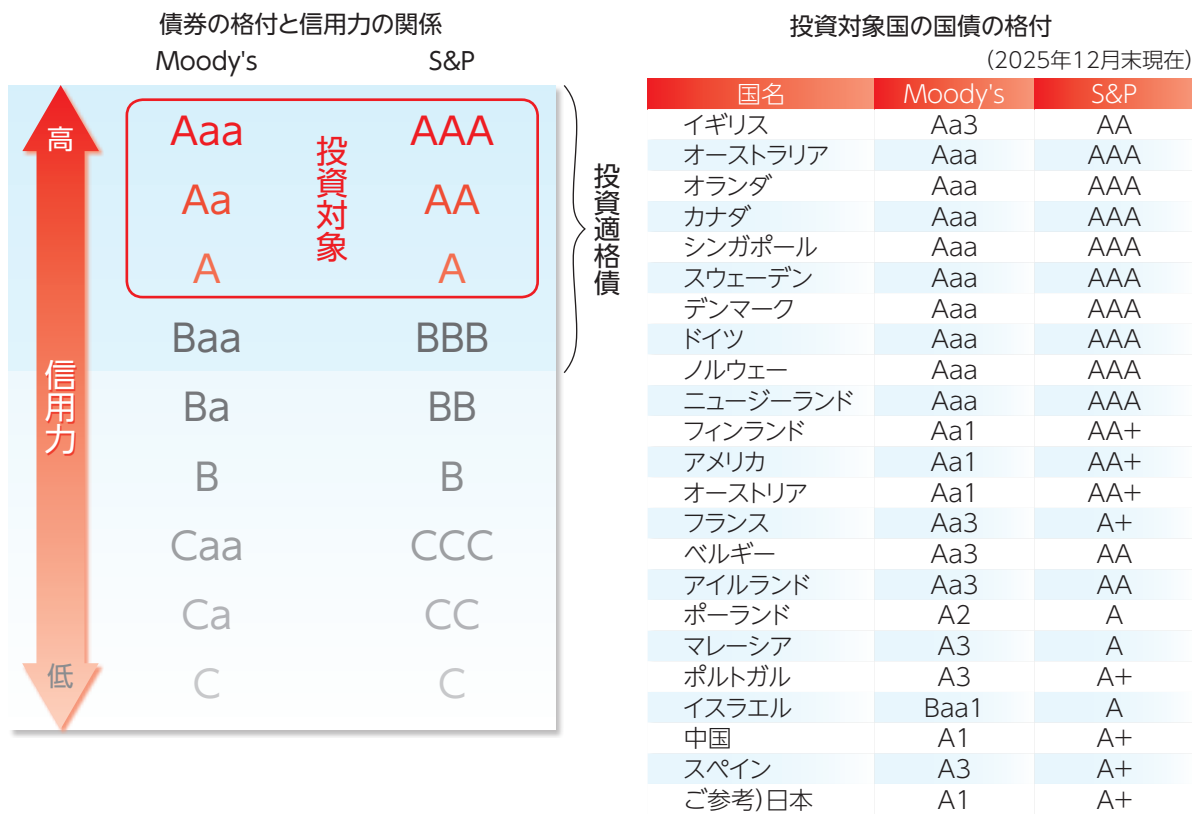 債券の格付と信用力の関係
Moody's S&P
高
信用力
低
Aaa AAA
Aa AA
A A
投資対象
Baa BBB
Ba BB
B B
Caa CCC
Ca CC
C C
投資適格債
投資対象国の国債の格付
(2025年12月末現在)
国名 Moody's S&P
イギリス Aa3 AA
オーストラリア Aaa AAA
オランダ Aaa AAA
カナダ Aaa AAA
シンガポール Aaa AAA
スウェーデン Aaa AAA
デンマーク Aaa AAA
ドイツ Aaa AAA
ノルウェー Aaa AAA
ニュージーランド Aaa AAA
フィンランド Aa1 AA+
アメリカ Aa1 AA+
オーストリア Aa1 AA+
フランス Aa3 A+
ベルギー Aa3 AA
アイルランド Aa3 AA
ポーランド A2 A
マレーシア A3 A
ポルトガル A3 A+
イスラエル Baa1 A
中国 A1 A+
スペイン A3 A+
ご参考)日本 A1 A+